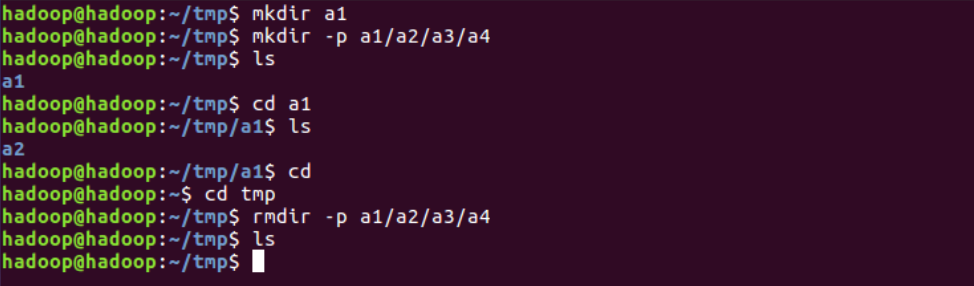 hadoop@hadoop:~/tmp$ mkdir a1
hadoop@hadoop:~/tmp$ mkdir -p a1/a2/a3/a4
hadoop@hadoop:~/tmp$ ls
a1
hadoop@hadoop:~/tmp$ cd a1
hadoop@hadoop:~/tmp/a1$ ls
a2
hadoop@hadoop:~/tmp/a1$ cd
hadoop@hadoop:~$ cd tmp
hadoop@hadoop:~/tmp$ rmdir -p a1/a2/a3/a4
hadoop@hadoop:~/tmp$ ls
hadoop@hadoop:~/tmp$